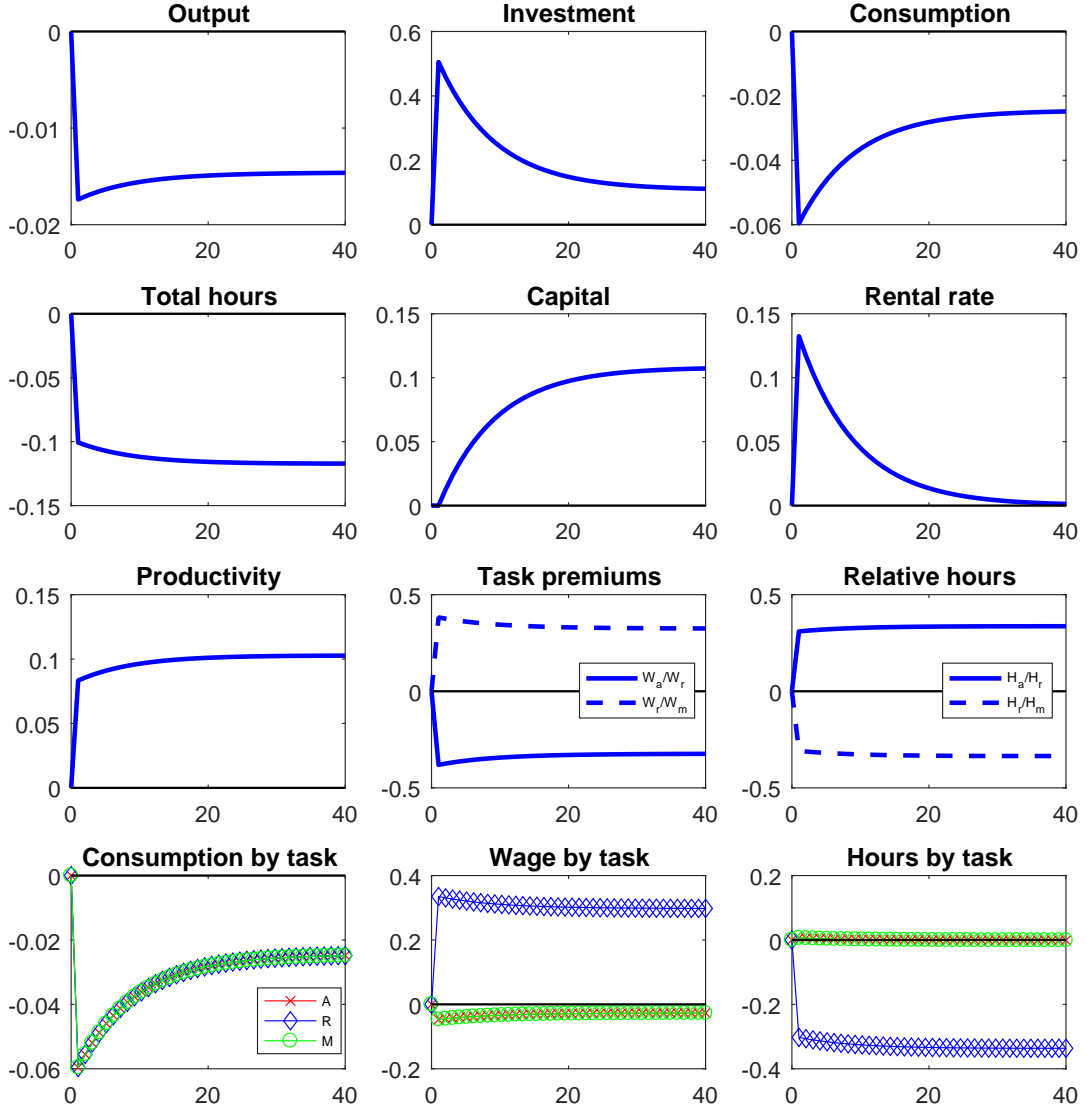 Output
Investment
Consumption
0
-0.01
-0.02
0 20 40
0.6
0.4
0.2
0
0 20 40
0
-0.02
-0.04
-0.06
0 20 40
Total hours
Capital
Rental rate
0
-0.05
-0.1
-0.15
0 20 40
0.15
0.1
0.05
0
0 20 40
0.15
0.1
0.05
0
0 20 40
Productivity
Task premiums
Relative hours
0.15
0.1
0.05
0
0 20 40
0.5
0
-0.5
W_a/W_r
W_r/W_m
0 20 40
0.5
0
-0.5
H_a/H_r
H_r/H_m
0 20 40
Consumption by task
Wage by task
Hours by task
0
-0.02
-0.04
-0.06
A
R
M
0 20 40
0.4
0.2
0
-0.2
0 20 40
0.2
0
-0.2
-0.4
0 20 40